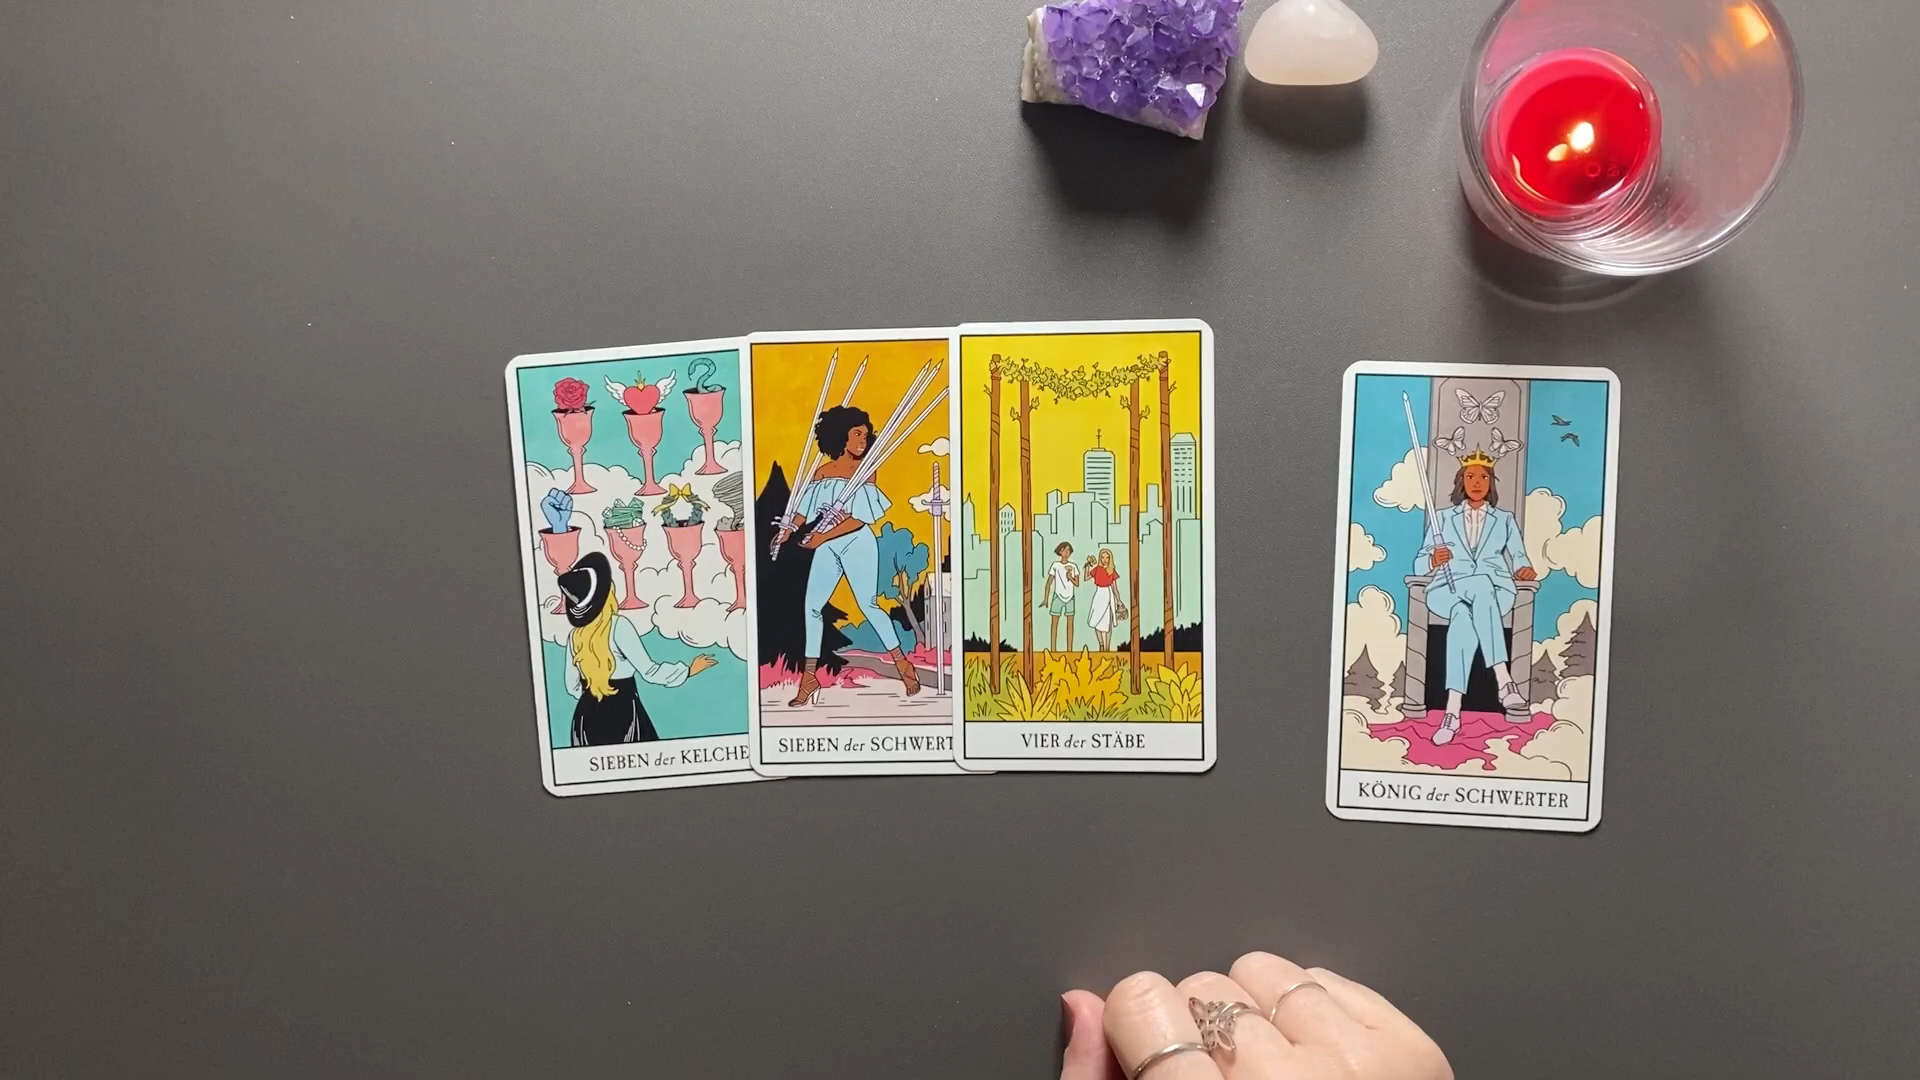 SIEBEN der KELCHE
SIEBEN der SCHWERT
VIER der STÄBE
KÖNIG der SCHWERTER